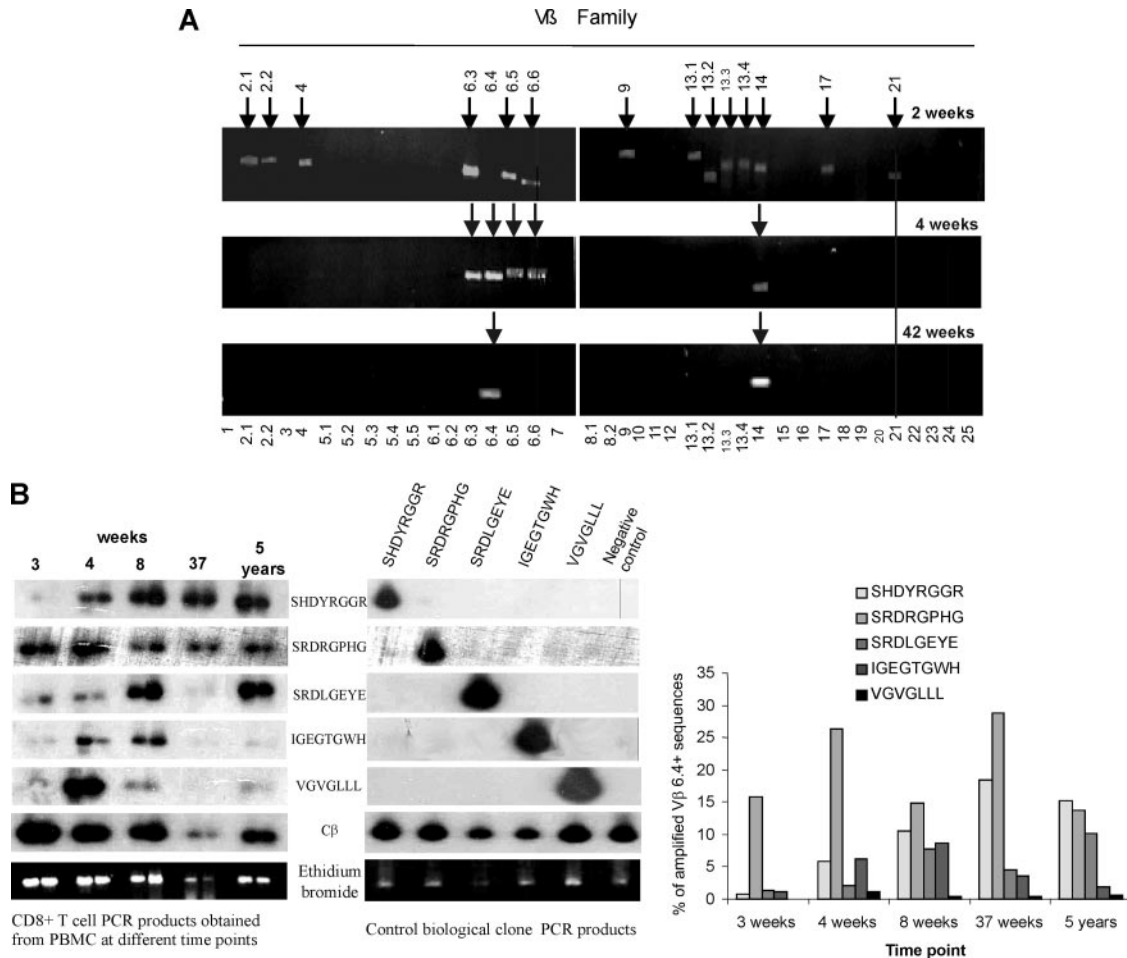 A
Vß Family
2.1 2.2 4 6.3 6.4 6.5 6.6 9 13.1 13.2 13.3 13.4 14 17 21
2 weeks
4 weeks
42 weeks
1 2.1 2.2 3 4 5.1 5.2 5.3 5.4 5.5 6.1 6.2 6.3 6.4 6.5 6.6 7 8.1 8.2 9 10 11 12 13.1 13.2 13.3 13.4 14 15 16 17 18 19 20 21 22 23 24 25
B
weeks
3 4 8 37 5 years
SHDYRGGR SRDRGPHG SRDLGEYE IGEGTGWH VGVGLLL Negative control
SHDYRGGR
SRDRGPHG
SRDLGEYE
IGEGTGWH
VGVGLLL
Cβ
Ethidium
bromide
CD8+ T cell PCR products obtained
from PBMC at different time points
Control biological clone PCR products
SHDYRGGR
SRDRGPHG
SRDLGEYE
IGEGTGWH
VGVGLLL
% of amplified Vβ 6.4+ sequences
35
30
25
20
15
10
5
0
3 weeks 4 weeks 8 weeks 37 weeks 5 years
Time point